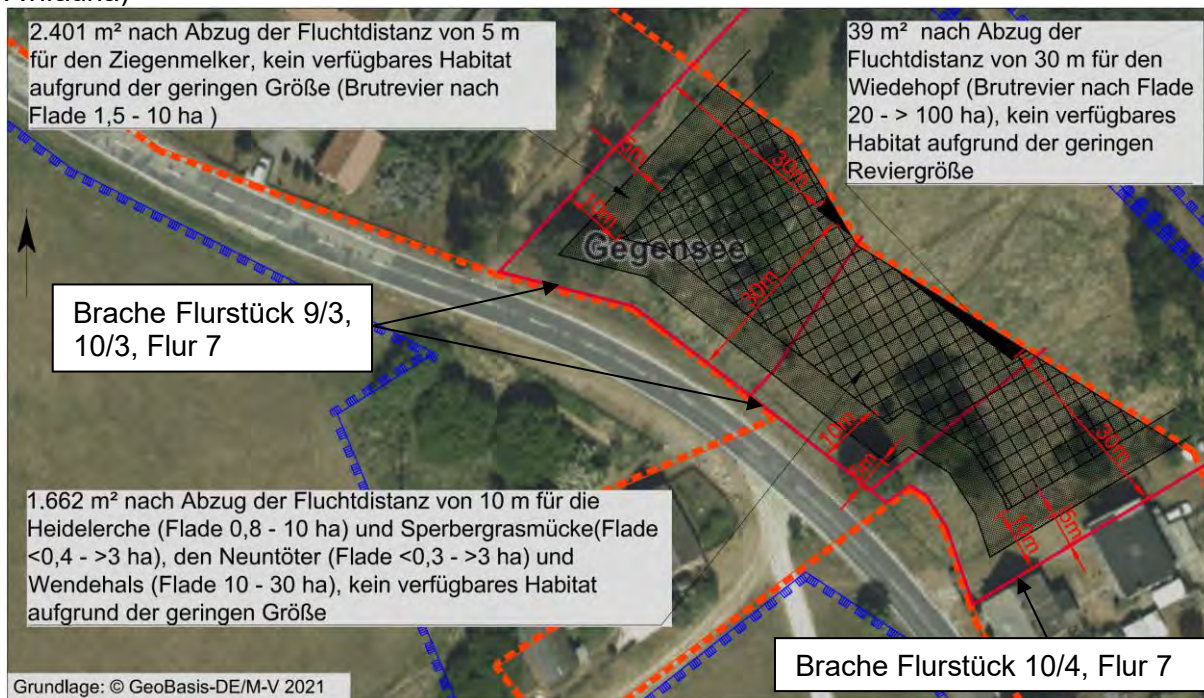 2.401 m² nach Abzug der Fluchtdistanz von 5 m
für den Ziegenmelker, kein verfügbares Habitat
aufgrund der geringen Größe (Brutrevier nach
Flade 1,5 - 10 ha )
39 m² nach Abzug der
Fluchtdistanz von 30 m für den
Wiedehopf (Brutrevier nach Flade
20 - > 100 ha), kein verfügbares
Habitat aufgrund der geringen
Reviergröße
5m
30m
10m
Gegensee
30m
Brache Flurstück 9/3,
10/3, Flur 7
10m
5m
30m
10m
5m
1.662 m² nach Abzug der Fluchtdistanz von 10 m für die
Heidelerche (Flade 0,8 - 10 ha) und Sperbergrasmücke(Flade
<0,4 - >3 ha), den Neuntöter (Flade <0,3 - >3 ha) und
Wendehals (Flade 10 - 30 ha), kein verfügbares Habitat
aufgrund der geringen Größe
Brache Flurstück 10/4, Flur 7
Grundlage: © GeoBasis-DE/M-V 2021